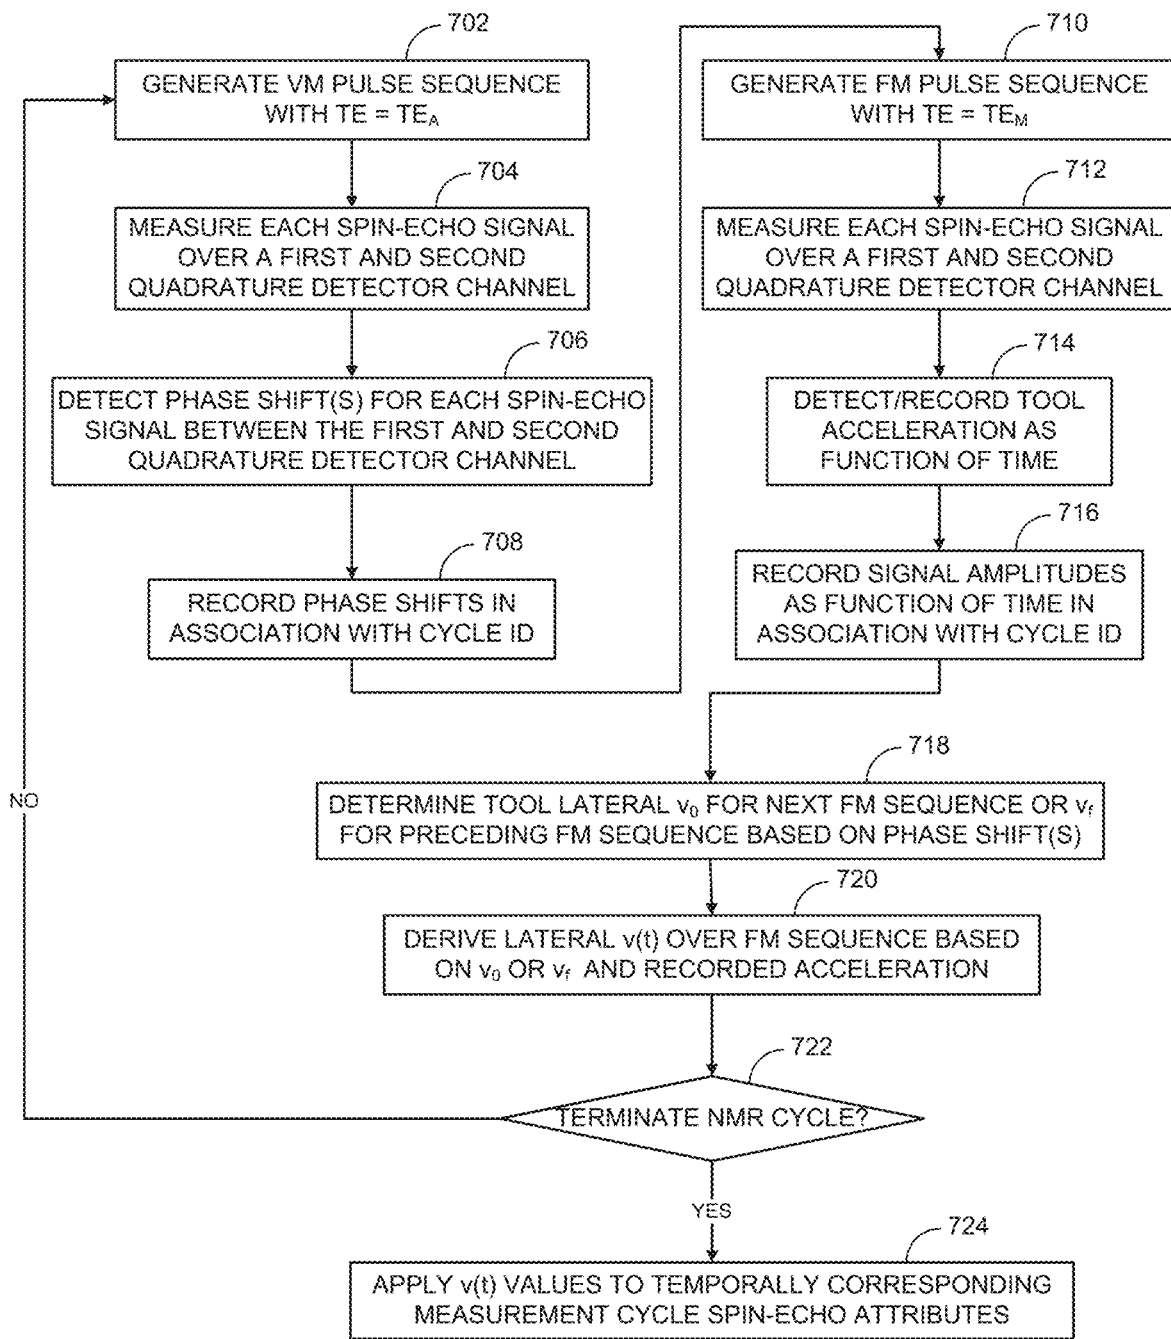 702
GENERATE VM PULSE SEQUENCE
WITH TE = TEA
704
MEASURE EACH SPIN-ECHO SIGNAL
OVER A FIRST AND SECOND
QUADRATURE DETECTOR CHANNEL
706
DETECT PHASE SHIFT(S) FOR EACH SPIN-ECHO
SIGNAL BETWEEN THE FIRST AND SECOND
QUADRATURE DETECTOR CHANNEL
708
RECORD PHASE SHIFTS IN
ASSOCIATION WITH CYCLE ID
710
GENERATE FM PULSE SEQUENCE
WITH TE = TEM
712
MEASURE EACH SPIN-ECHO SIGNAL
OVER A FIRST AND SECOND
QUADRATURE DETECTOR CHANNEL
714
DETECT/RECORD TOOL
ACCELERATION AS
FUNCTION OF TIME
716
RECORD SIGNAL AMPLITUDES
AS FUNCTION OF TIME IN
ASSOCIATION WITH CYCLE ID
718
DETERMINE TOOL LATERAL v0 FOR NEXT FM SEQUENCE OR vf
FOR PRECEDING FM SEQUENCE BASED ON PHASE SHIFT(S)
720
DERIVE LATERAL v(t) OVER FM SEQUENCE BASED
ON v0 OR vf AND RECORDED ACCELERATION
722
TERMINATE NMR CYCLE?
NO
YES
724
APPLY v(t) VALUES TO TEMPORALLY CORRESPONDING
MEASUREMENT CYCLE SPIN-ECHO ATTRIBUTES